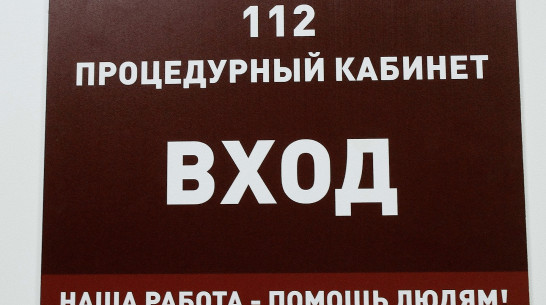 112
ПРОЦЕДУРНЫЙ КАБИНЕТ
ВХОД
НАША РАБОТА - ПОМОЩЬ ЛЮДЯМ!